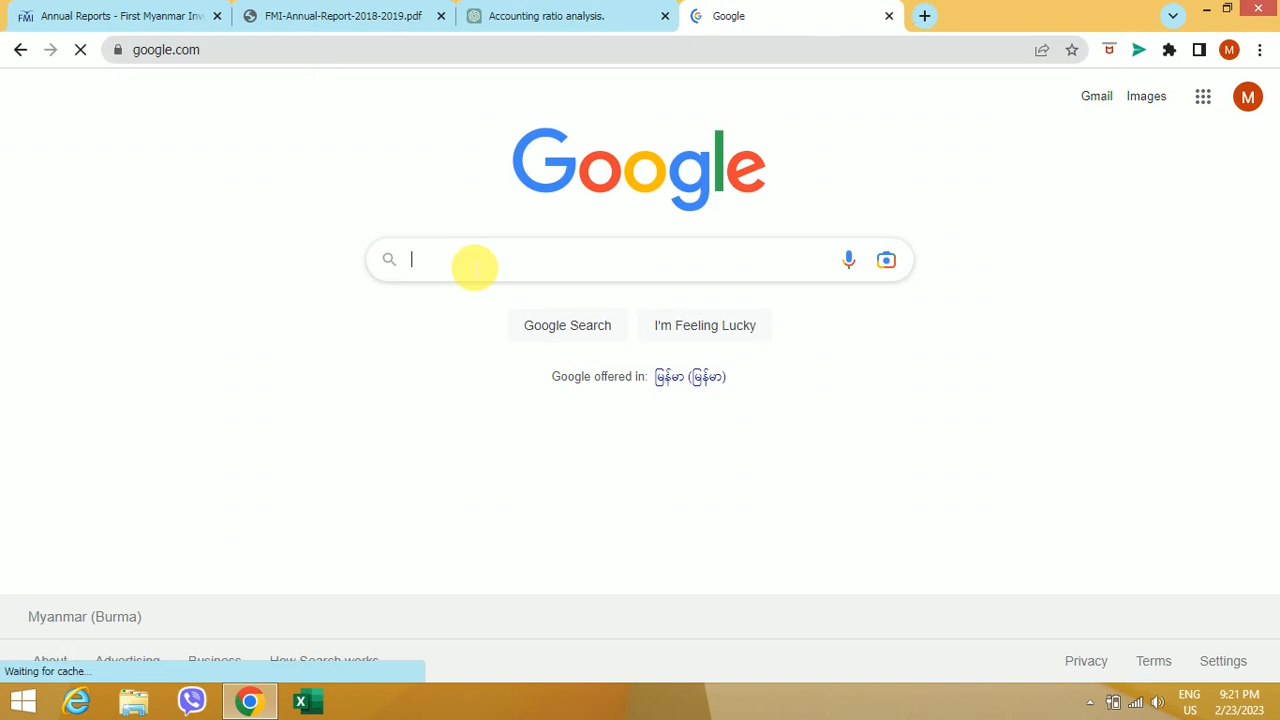 FMI Annual Reports - First Myanmar Inv
FMI-Annual-Report-2018-2019.pdf
Accounting ratio analysis.
Google
google.com
M
Gmail
Images
M
Google
Google Search
I'm Feeling Lucky
Google offered in: မြန်မာ (မြန်မာ)
Myanmar (Burma)
About
Advertising
Business
How Search works
Privacy
Terms
Settings
Waiting for cache...
ENG
US
9:21 PM
2/23/2023